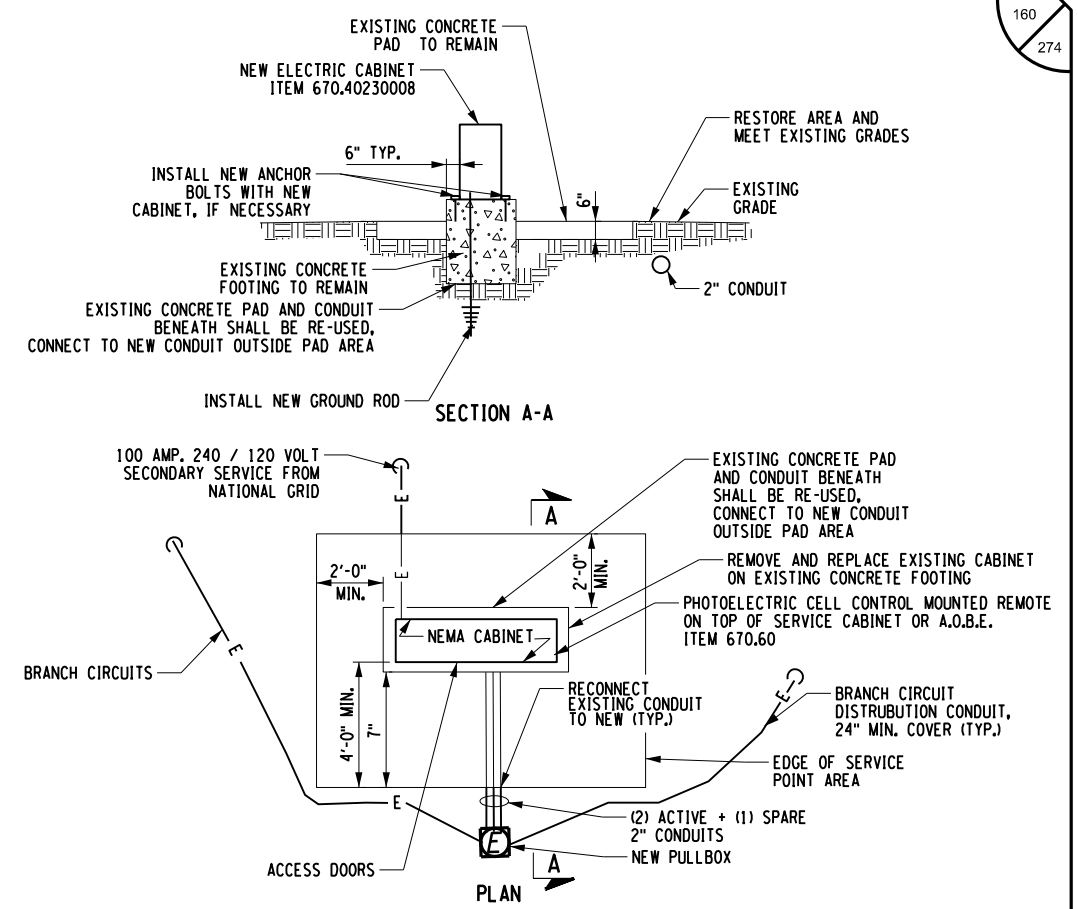 160
274
EXISTING CONCRETE
PAD TO REMAIN
NEW ELECTRIC CABINET
ITEM 670.40230008
RESTORE AREA AND
MEET EXISTING GRADES
6" TYP.
INSTALL NEW ANCHOR
BOLTS WITH NEW
CABINET, IF NECESSARY
6"
EXISTING
GRADE
EXISTING CONCRETE
FOOTING TO REMAIN
2" CONDUIT
EXISTING CONCRETE PAD AND CONDUIT
BENEATH SHALL BE RE-USED,
CONNECT TO NEW CONDUIT OUTSIDE PAD AREA
INSTALL NEW GROUND ROD
SECTION A-A
100 AMP. 240 / 120 VOLT
SECONDARY SERVICE FROM
NATIONAL GRID
E
A
EXISTING CONCRETE PAD
AND CONDUIT BENEATH
SHALL BE RE-USED,
CONNECT TO NEW CONDUIT
OUTSIDE PAD AREA
E
2'-0"
MIN.
2'-0"
MIN.
REMOVE AND REPLACE EXISTING CABINET
ON EXISTING CONCRETE FOOTING
PHOTOELECTRIC CELL CONTROL MOUNTED REMOTE
ON TOP OF SERVICE CABINET OR A.O.B.E.
ITEM 670.60
NEMA CABINET
E
BRANCH CIRCUITS
4'-0" MIN.
7"
RECONNECT
EXISTING CONDUIT
TO NEW (TYP.)
E
BRANCH CIRCUIT
DISTRUBUTION CONDUIT,
24" MIN. COVER (TYP.)
EDGE OF SERVICE
POINT AREA
E
(2) ACTIVE + (1) SPARE
2" CONDUITS
E
NEW PULLBOX
ACCESS DOORS
A
PLAN